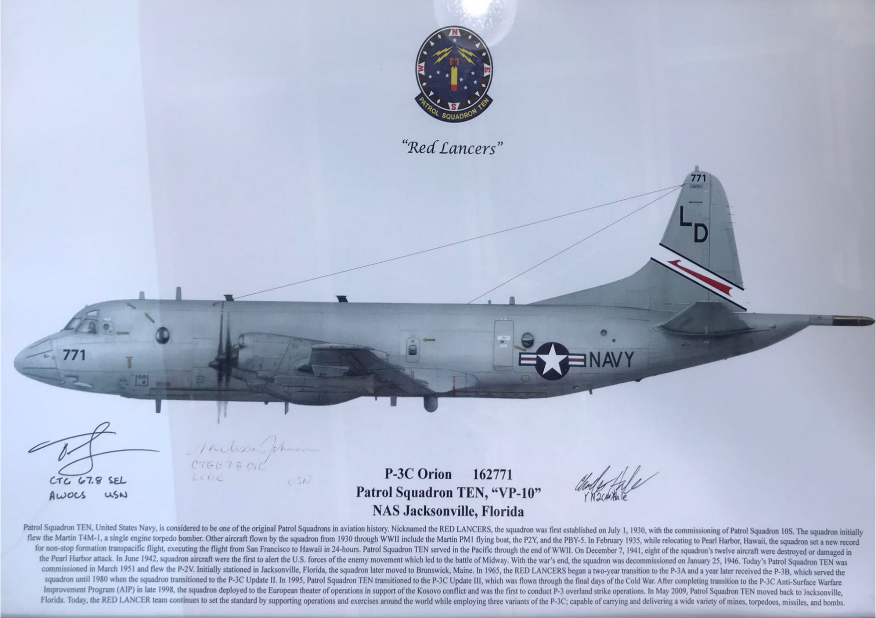 N
W
E
S
PATROL SQUADRON TEN
"Red Lancers"
771
LD
771
NAVY
CTG 67.8 SEL
AWOCS USN
CTG 67.8
USN
P-3C Orion 162771
Patrol Squadron TEN, "VP-10"
NAS Jacksonville, Florida
Patrol Squadron TEN, United States Navy, is considered to be one of the original Patrol Squadrons in aviation history. Nicknamed the RED LANCERS, the squadron was first established on July 1, 1930, with the commissioning of Patrol Squadron 10S. The squadron initially
flew the Martin T4M-1, a single engine torpedo bomber. Other aircraft flown by the squadron from 1930 through WWII include the Martin PM1 flying boat, the P2Y, and the PBY-5. In February 1935, while relocating to Pearl Harbor, Hawaii, the squadron set a new record
for non-stop formation transpacific flight, executing the flight from San Francisco to Hawaii in 24-hours. Patrol Squadron TEN served in the Pacific through the end of WWII. On December 7, 1941, eight of the squadron's twelve aircraft were destroyed or damaged in
the Pearl Harbor attack. In June 1942, squadron aircraft were the first to alert the U.S. Forces of the enemy movement which led to the battle of Midway. With the war's end, the squadron was decommissioned on January 25, 1946. Today's Patrol Squadron TEN was
commissioned in March 1951 and flew the P-2V. Initially stationed in Jacksonville, Florida, the squadron later moved to Brunswick, Maine. In 1965, the RED LANCERS began a two-year transition to the P-3A and a year later received the P-3B, which served the
squadron until 1980 when the squadron transitioned to the P-3C Update II. In 1995, Patrol Squadron TEN transitioned to the P-3C Update III, which was flown through the final days of the Cold War. After completing transition to the P-3C Anti-Surface Warfare
Improvement Program (AIP) in late 1998, the squadron deployed to the European theater of operations in support of the Kosovo conflict and was the first to conduct P-3 overland strike operations. In May 2009, Patrol Squadron TEN moved back to Jacksonville,
Florida. Today, the RED LANCER team continues to set the standard by supporting operations and exercises around the world while employing three variants of the P-3C; capable of carrying and delivering a wide variety of mines, torpedoes, missiles, and bombs.